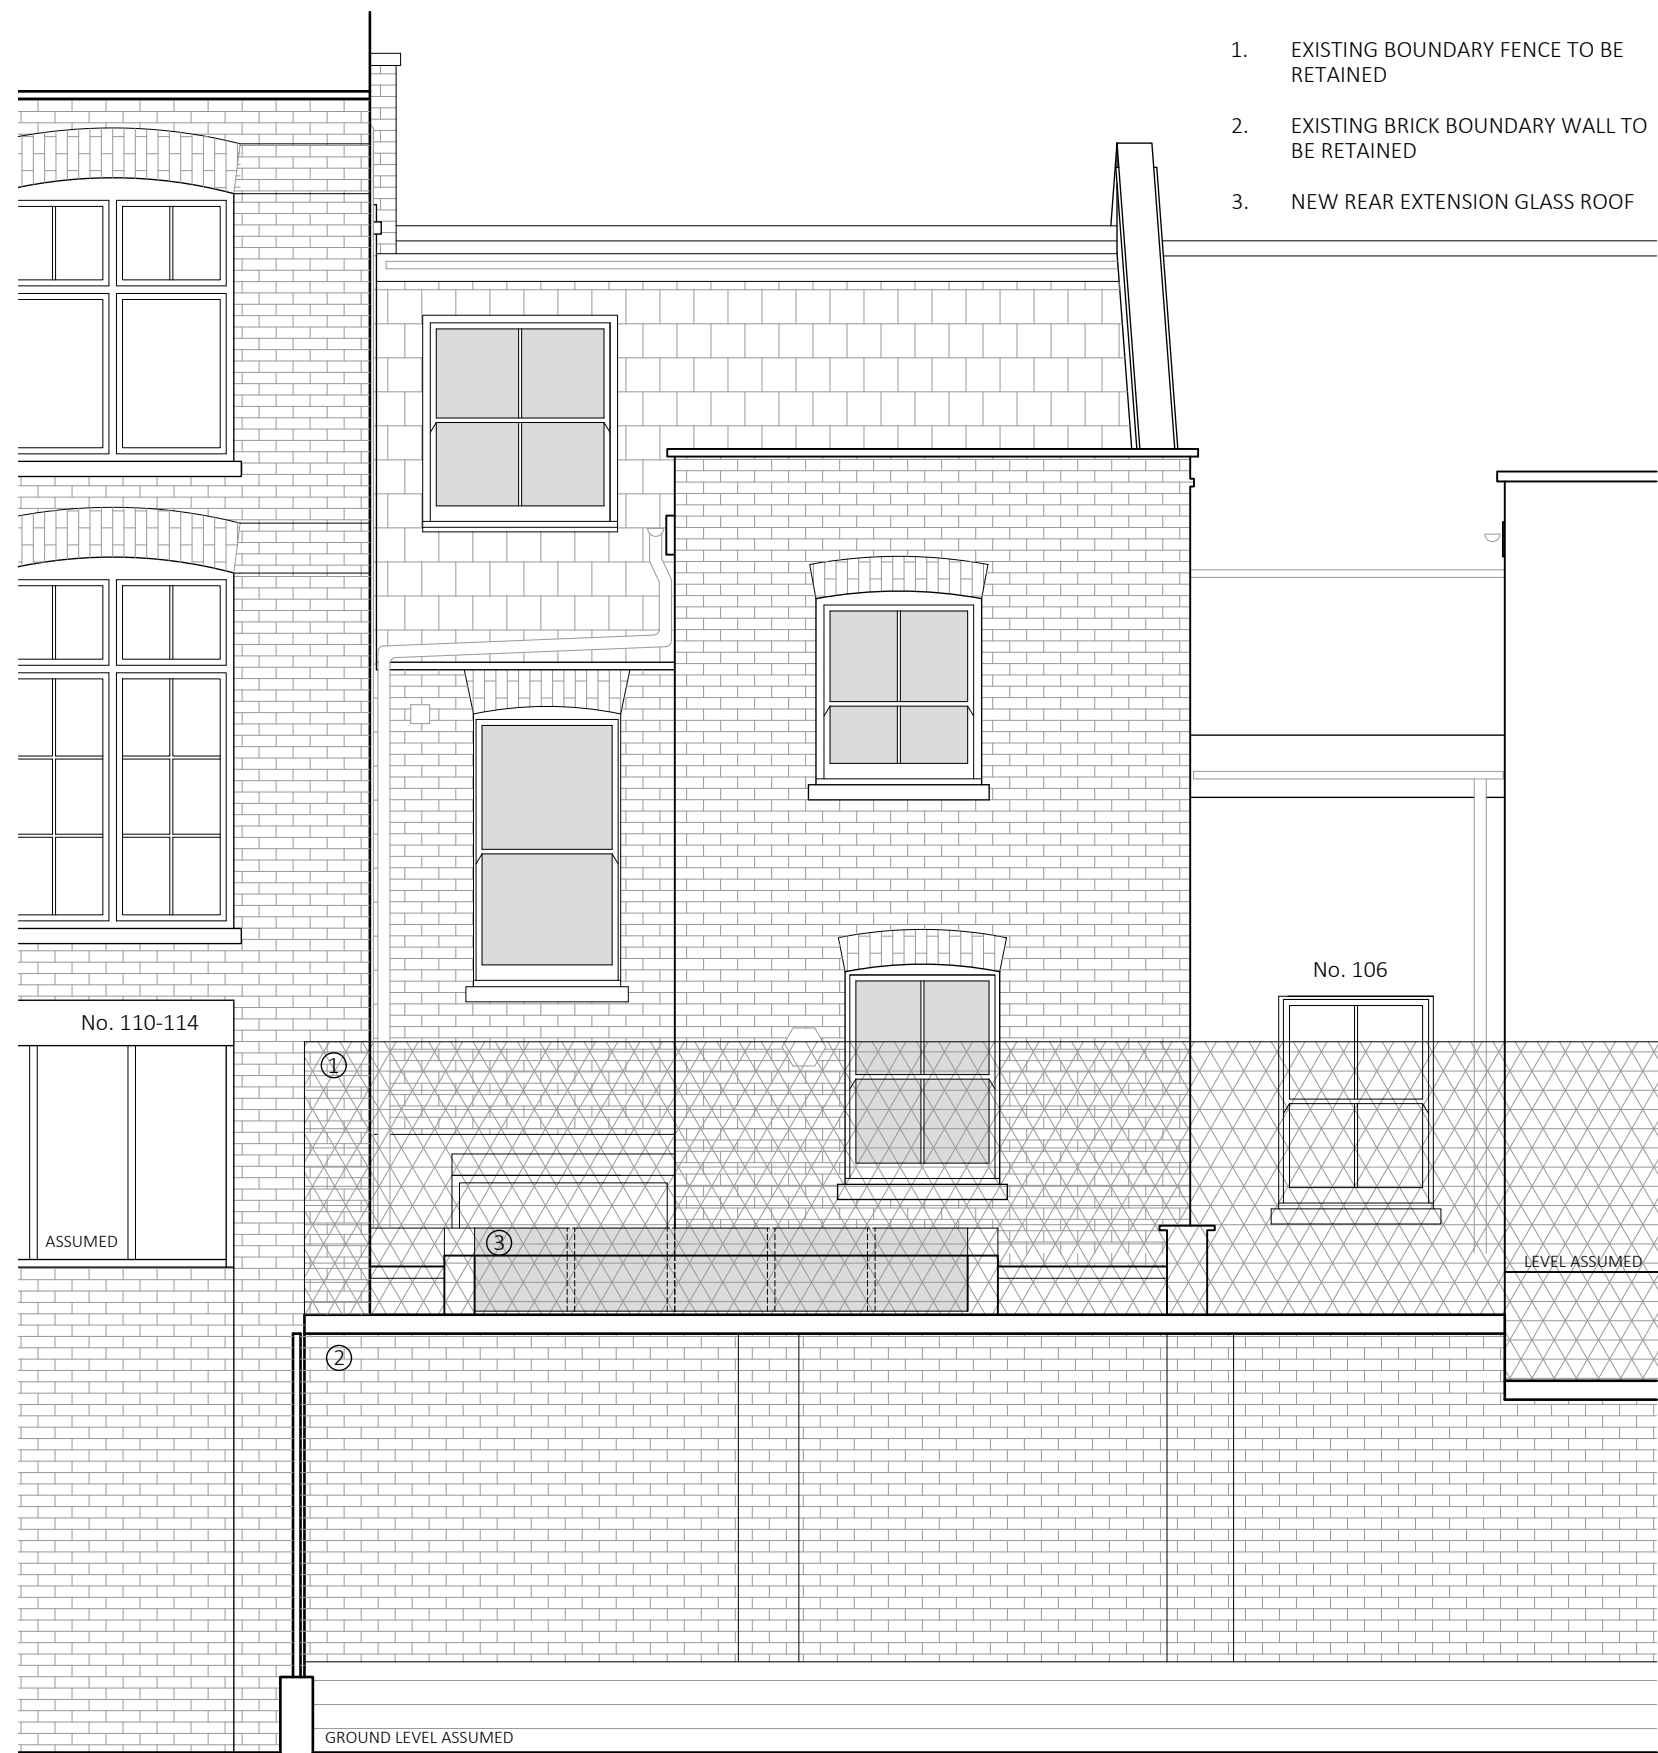 1. EXISTING BOUNDARY FENCE TO BE
RETAINED
2. EXISTING BRICK BOUNDARY WALL TO
BE RETAINED
3. NEW REAR EXTENSION GLASS ROOF
No. 106
No. 110-114
1
ASSUMED
3
LEVEL ASSUMED
2
GROUND LEVEL ASSUMED